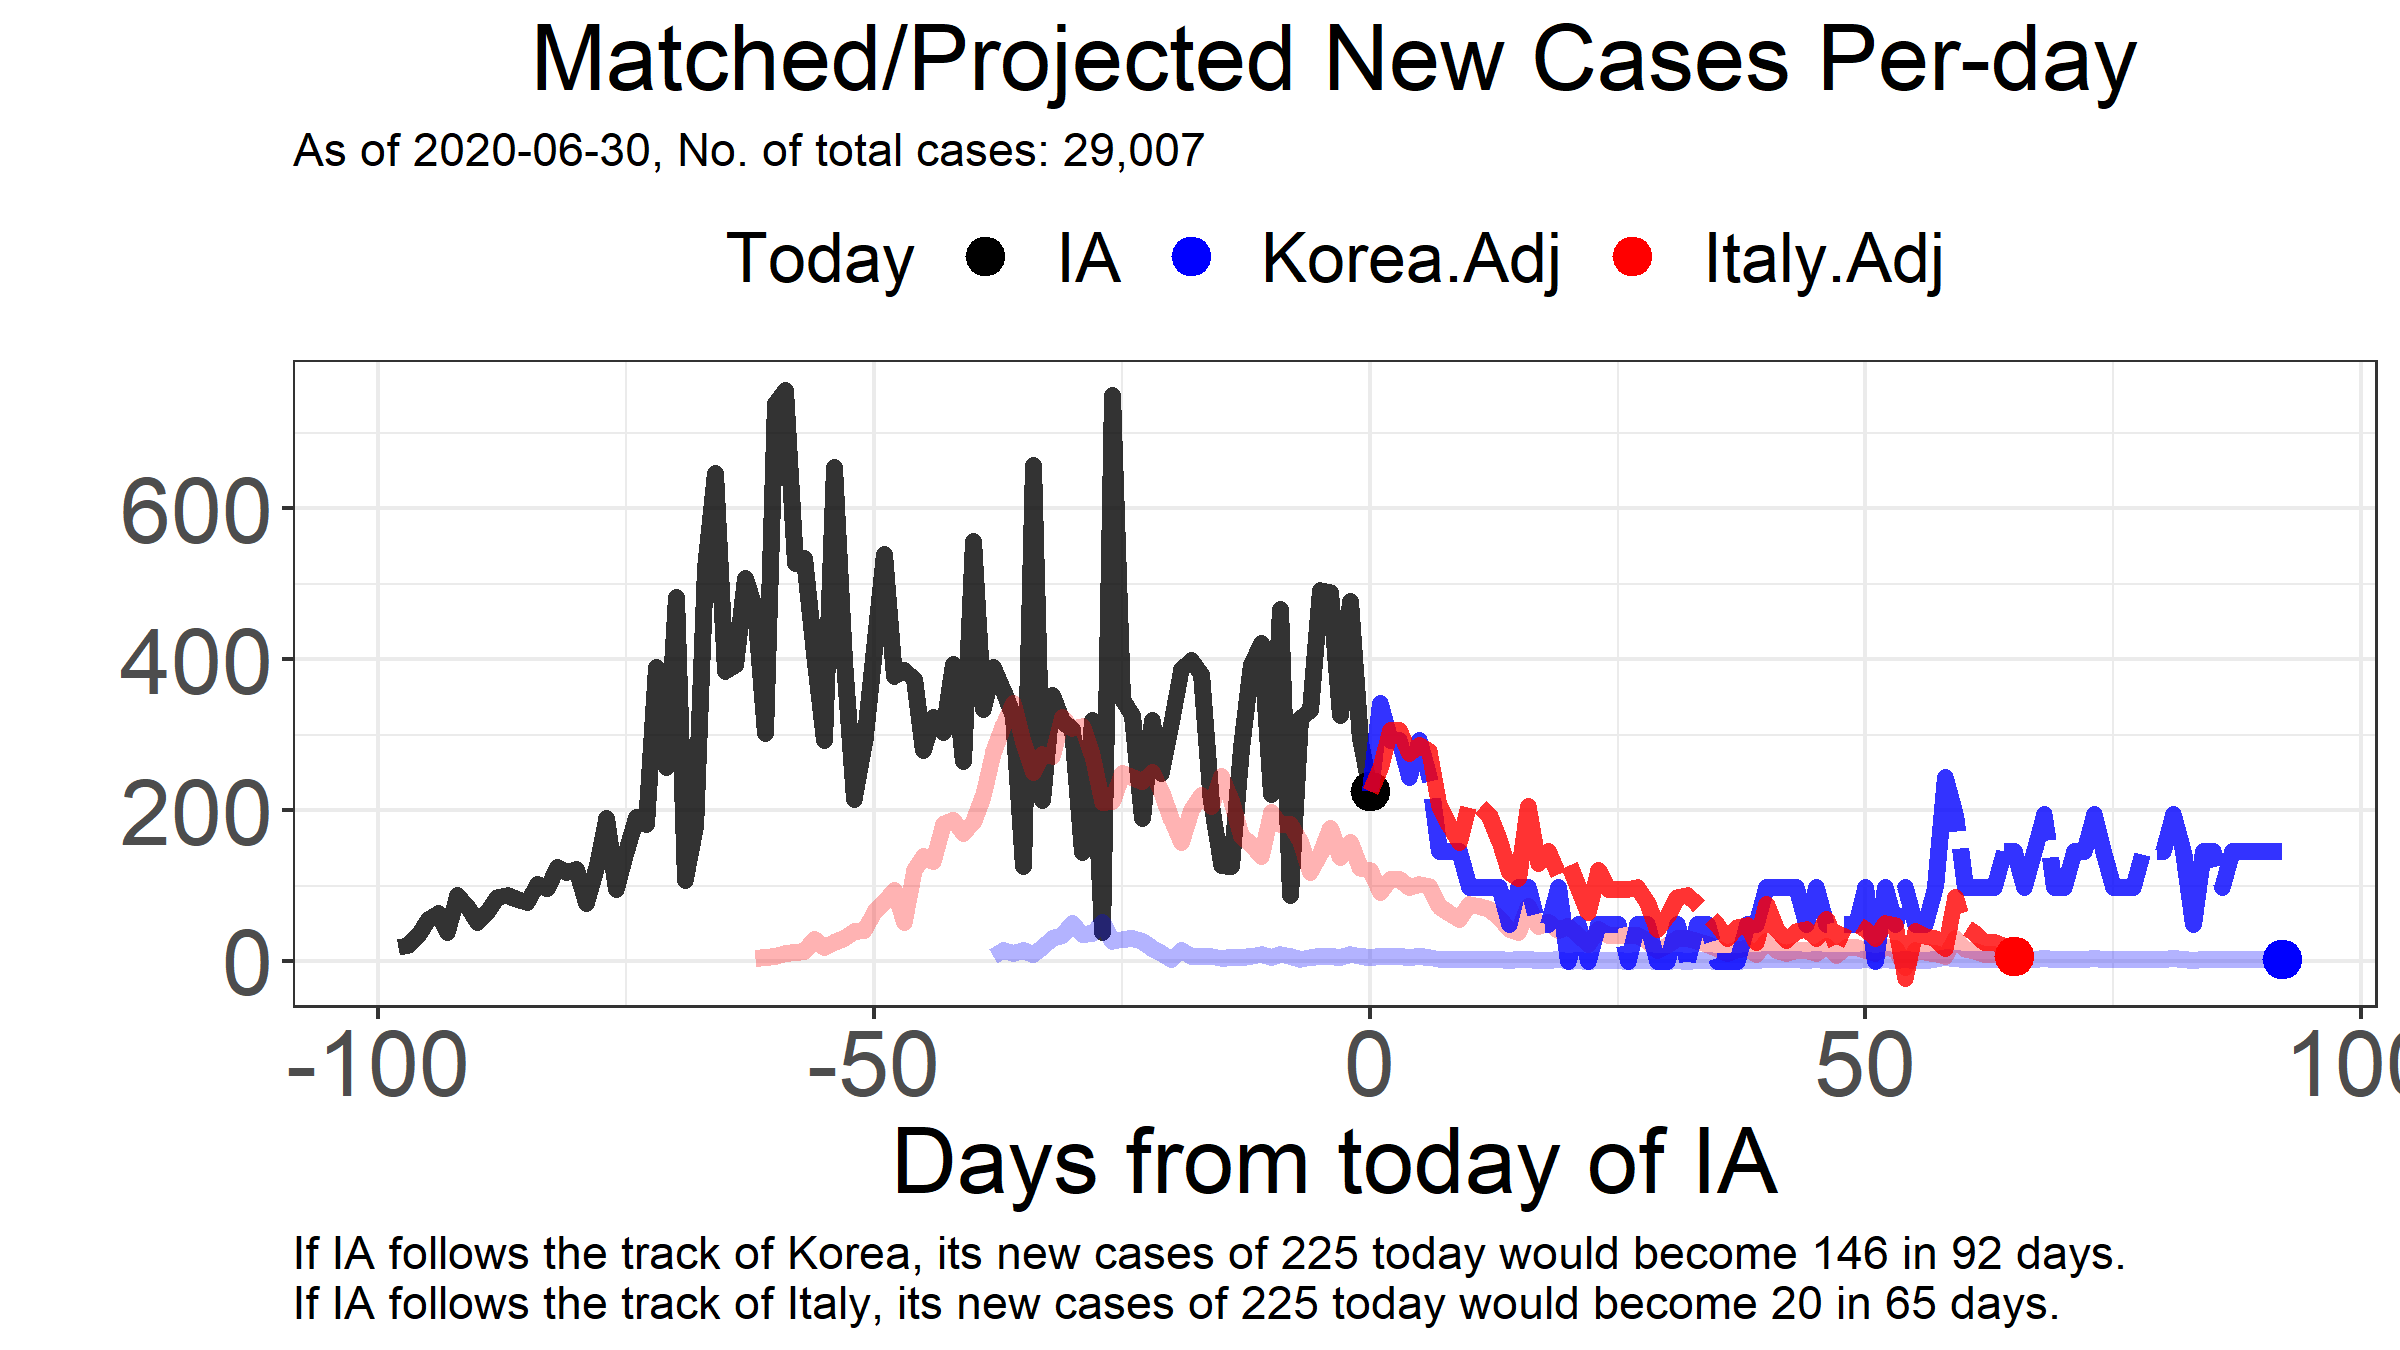 Matched/Projected New Cases Per-day
As of 2020-06-30, No. of total cases: 29,007
Today IA Korea.Adj Italy.Adj
600
400
200
0
-100 -50 0 50 100
Days from today of IA
If IA follows the track of Korea, its new cases of 225 today would become 146 in 92 days.
If IA follows the track of Italy, its new cases of 225 today would become 20 in 65 days.